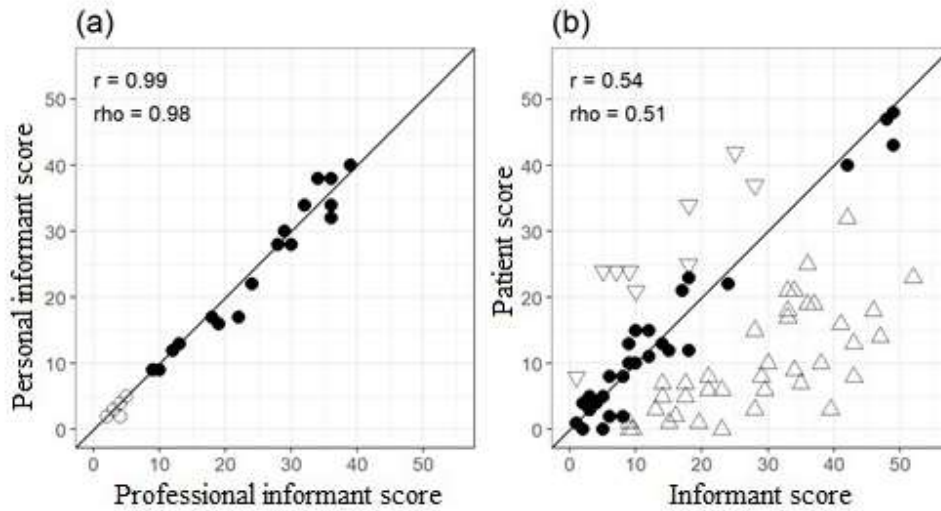 (a)
r = 0.99
rho = 0.98
50
40
30
20
10
0
0 10 20 30 40 50
Personal informant score
Professional informant score
(b)
r = 0.54
rho = 0.51
50
40
30
20
10
0
0 10 20 30 40 50
Patient score
Informant score